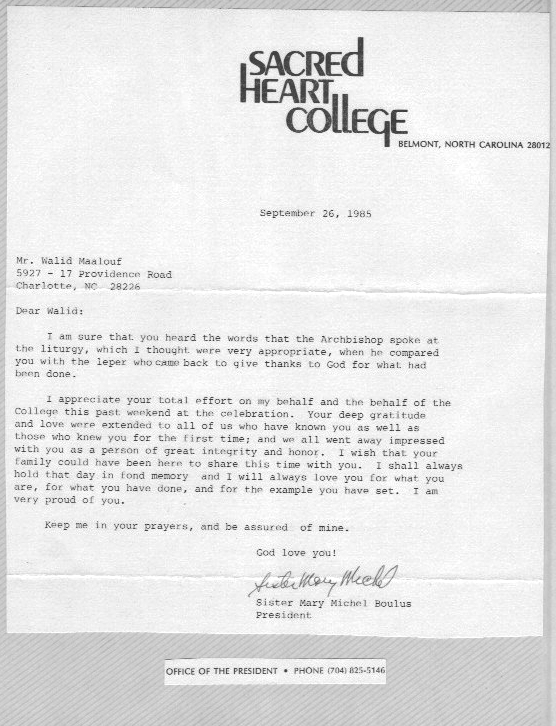 SACRED
HEART
COLLEGE
BELMONT, NORTH CAROLINA 28012
September 26, 1985
Mr. Walid Maalouf
5927 - 17 Providence Road
Charlotte, NC 28226
Dear Walid:
I am sure that you heard the words that the Archbishop spoke at
the liturgy, which I thought were very appropriate, when he compared
you with the leper who came back to give thanks to God for what had
been done.
I appreciate your total effort on my behalf and the behalf of the
College this past weekend at the celebration. Your deep gratitude
and love were extended to all of us who have known you as well as
those who knew you for the first time; and we all went away impressed
with you as a person of great integrity and honor. I wish that your
family could have been here to share this time with you. I shall always
hold that day in fond memory and I will always love you for what you
are, for what you have done, and for the example you have set. I am
very proud of you.
Keep me in your prayers, and be assured of mine.
God love you!
Sister Mary Michel
Sister Mary Michel Boulus
President
OFFICE OF THE PRESIDENT • PHONE (704) 825-5146